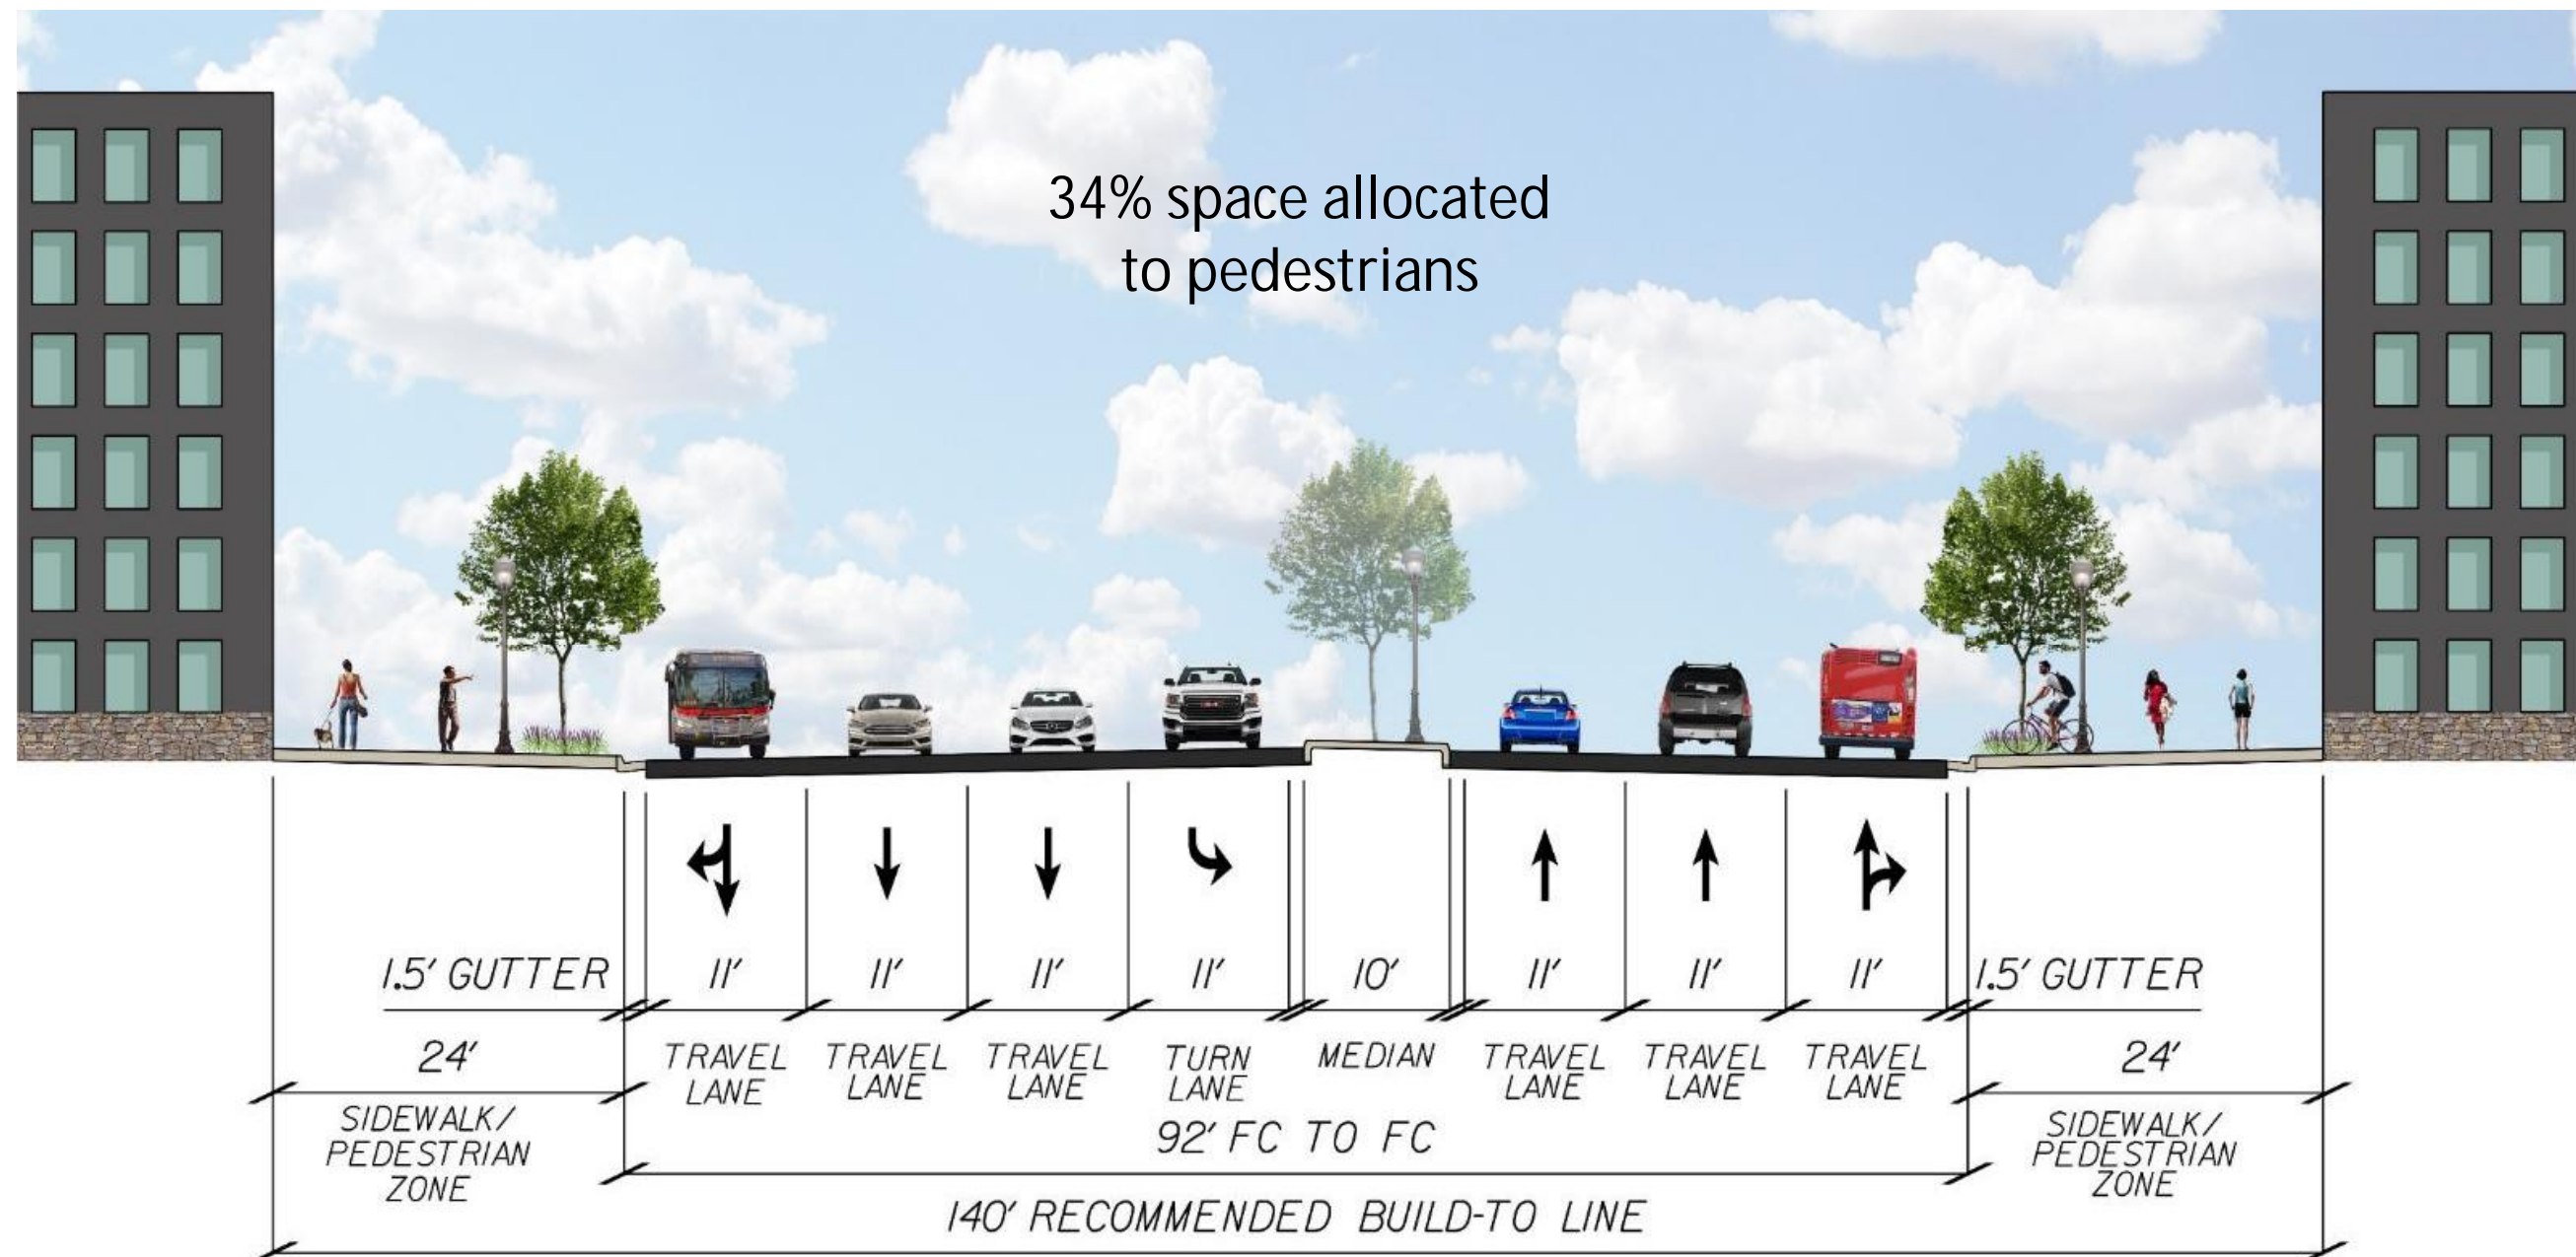 34% space allocated
to pedestrians
1.5' GUTTER
11'
11'
11'
11'
10'
11'
11'
11'
1.5' GUTTER
24'
TRAVEL
LANE
TRAVEL
LANE
TRAVEL
LANE
TURN
LANE
MEDIAN
TRAVEL
LANE
TRAVEL
LANE
TRAVEL
LANE
24'
SIDEWALK/
PEDESTRIAN
ZONE
92' FC TO FC
SIDEWALK/
PEDESTRIAN
ZONE
140' RECOMMENDED BUILD-TO LINE